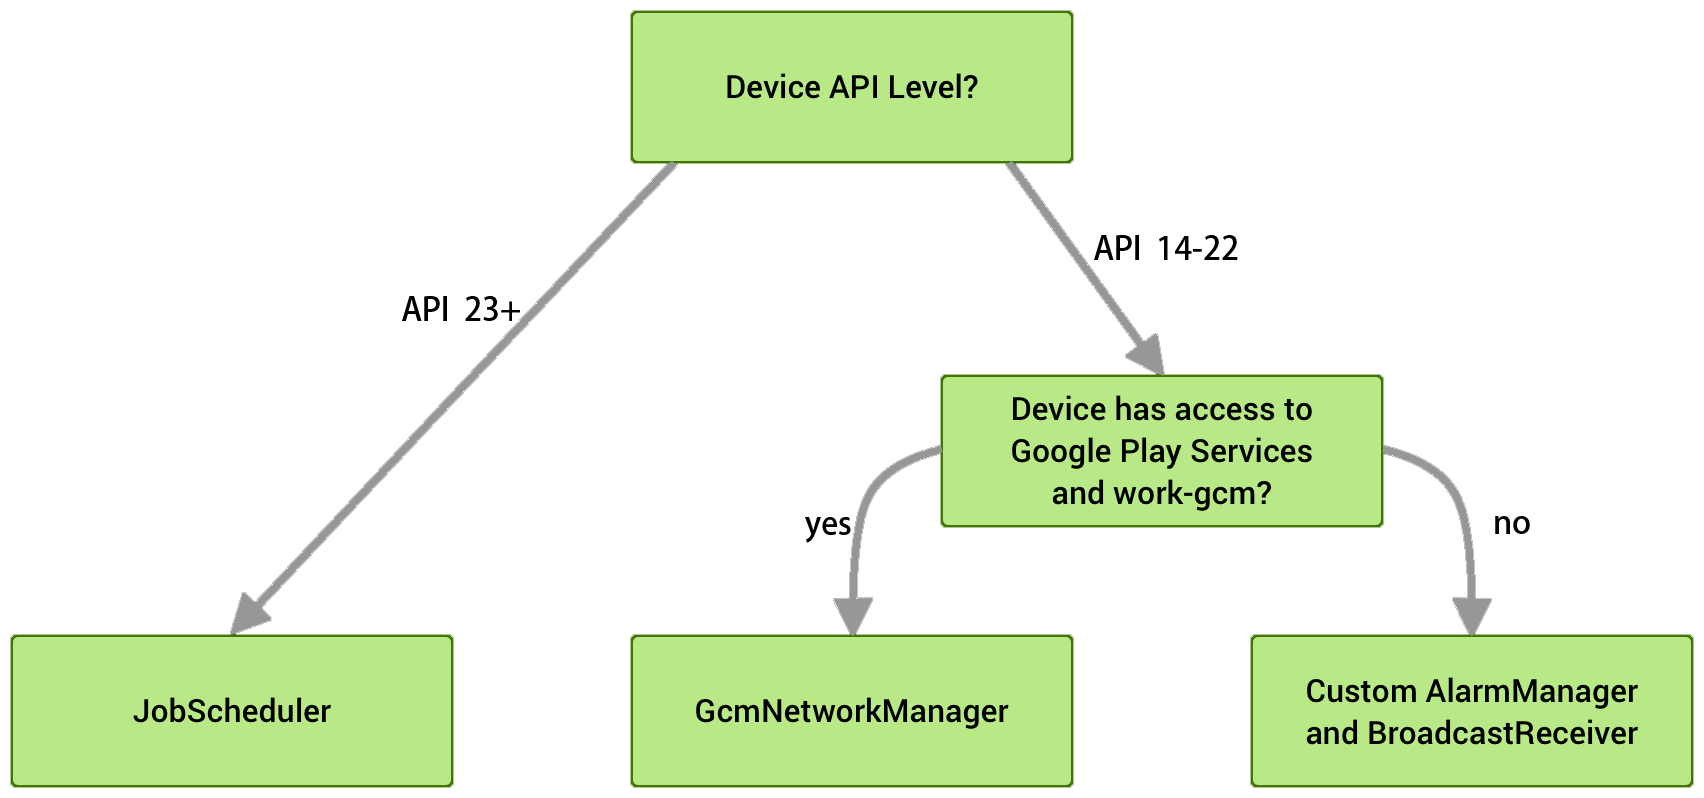 Device API Level?
API 14-22
API 23+
Device has access to
Google Play Services
and work-gcm?
yes
no
JobScheduler
GcmNetworkManager
Custom AlarmManager
and BroadcastReceiver